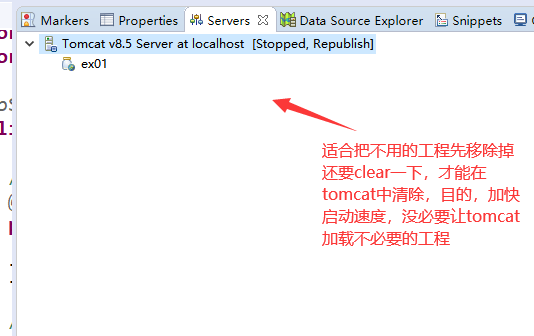 Markers Properties Servers Data Source Explorer Snippets
Tomcat v8.5 Server at localhost [Stopped, Republish]
ex01
适合把不用的工程先移除掉
还要clear一下，才能在
tomcat中清除，目的，加快
启动速度，没必要让tomcat
加载不必要的工程